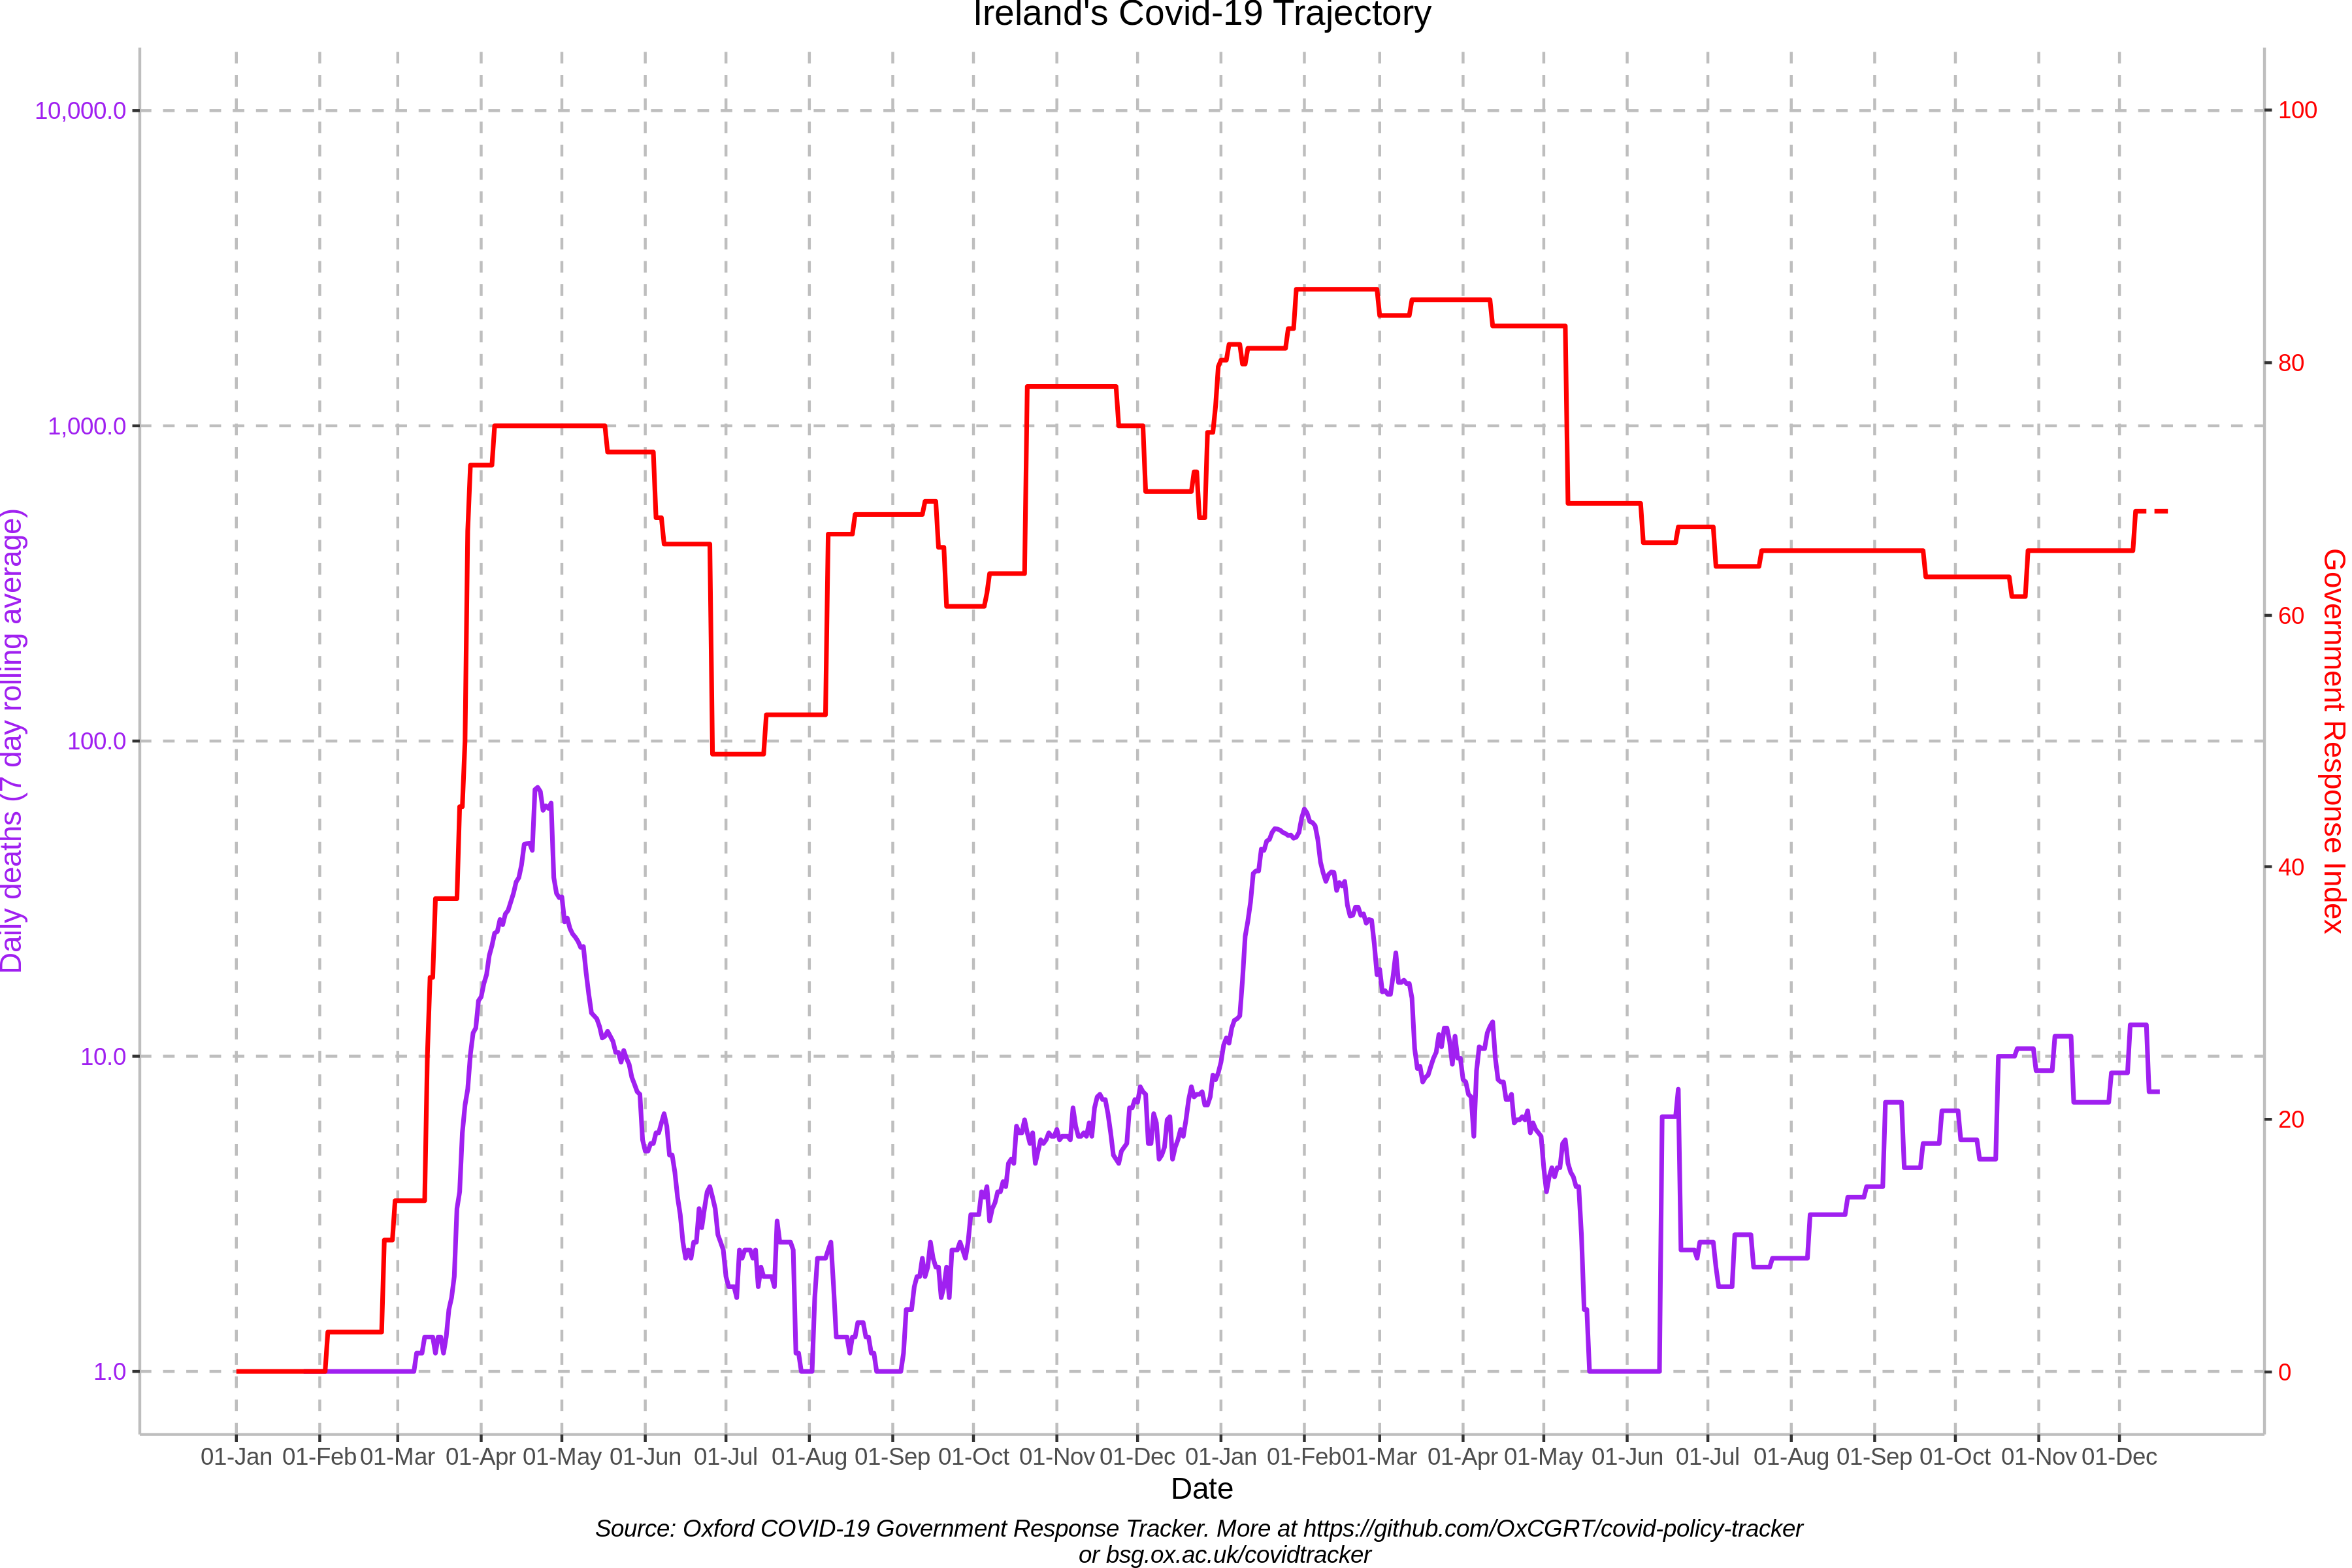 Ireland's Covid-19 Trajectory
10,000.0
1,000.0
100.0
10.0
1.0
Daily deaths (7 day rolling average)
100
80
60
40
20
0
Government Response Index
01-Jan 01-Feb 01-Mar 01-Apr 01-May 01-Jun 01-Jul 01-Aug 01-Sep 01-Oct 01-Nov 01-Dec 01-Jan 01-Feb 01-Mar 01-Apr 01-May 01-Jun 01-Jul 01-Aug 01-Sep 01-Oct 01-Nov 01-Dec
Date
Source: Oxford COVID-19 Government Response Tracker. More at https://github.com/OxCGRT/covid-policy-tracker
or bsg.ox.ac.uk/covidtracker